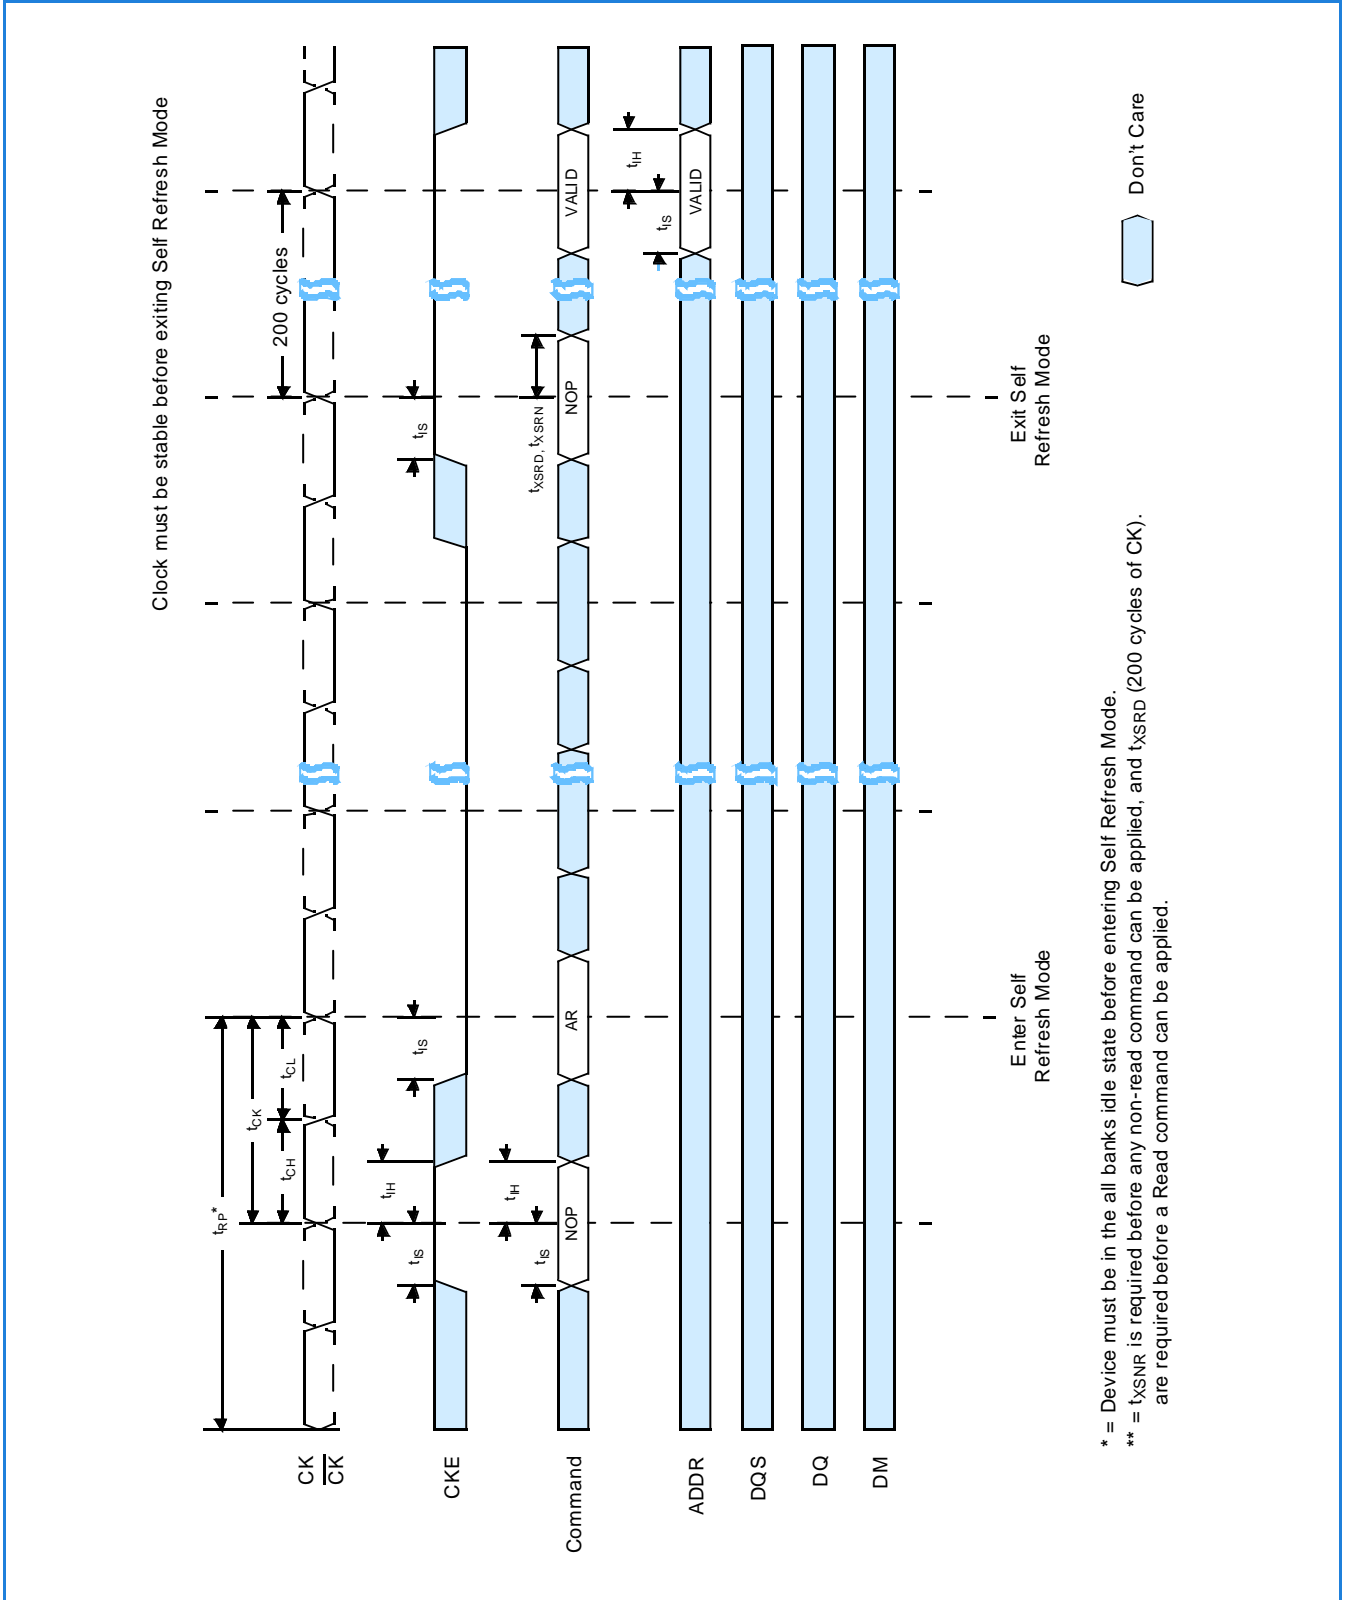 Clock must be stable before exiting Self Refresh Mode
tRP*
tCK
tCH
tCL
200 cycles
CK
CK
tIS
tIH
tIS
tIS
CKE
tIS
tIH
tXSRD, tXSRN
NOP
AR
NOP
VALID
Command
tIS
tIH
VALID
ADDR
DQS
DQ
DM
Enter Self
Refresh Mode
Exit Self
Refresh Mode
* = Device must be in the all banks idle state before entering Self Refresh Mode.
** = tXSNR is required before any non-read command can be applied, and tXSRD (200 cycles of CK).
are required before a Read command can be applied.
Don't Care